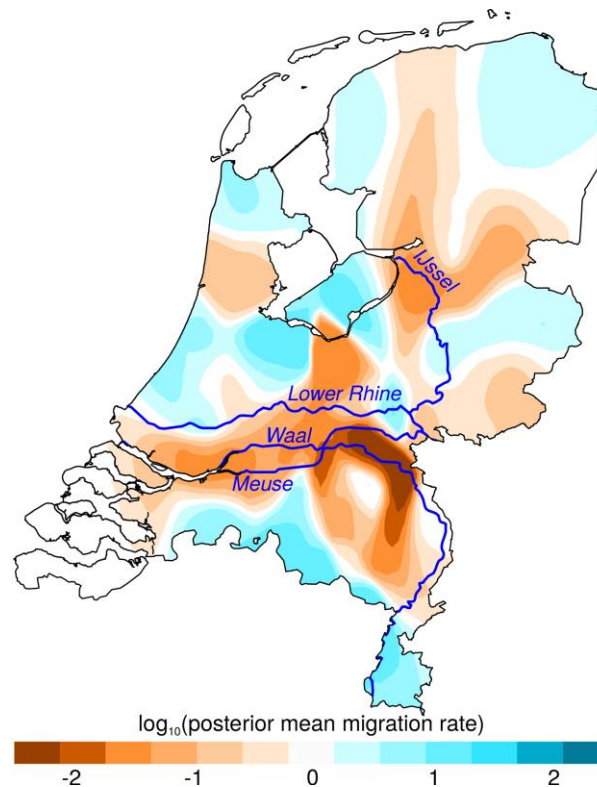 IJssel
Lower Rhine
Waal
Meuse
log₁₀(posterior mean migration rate)
-2 -1 0 1 2